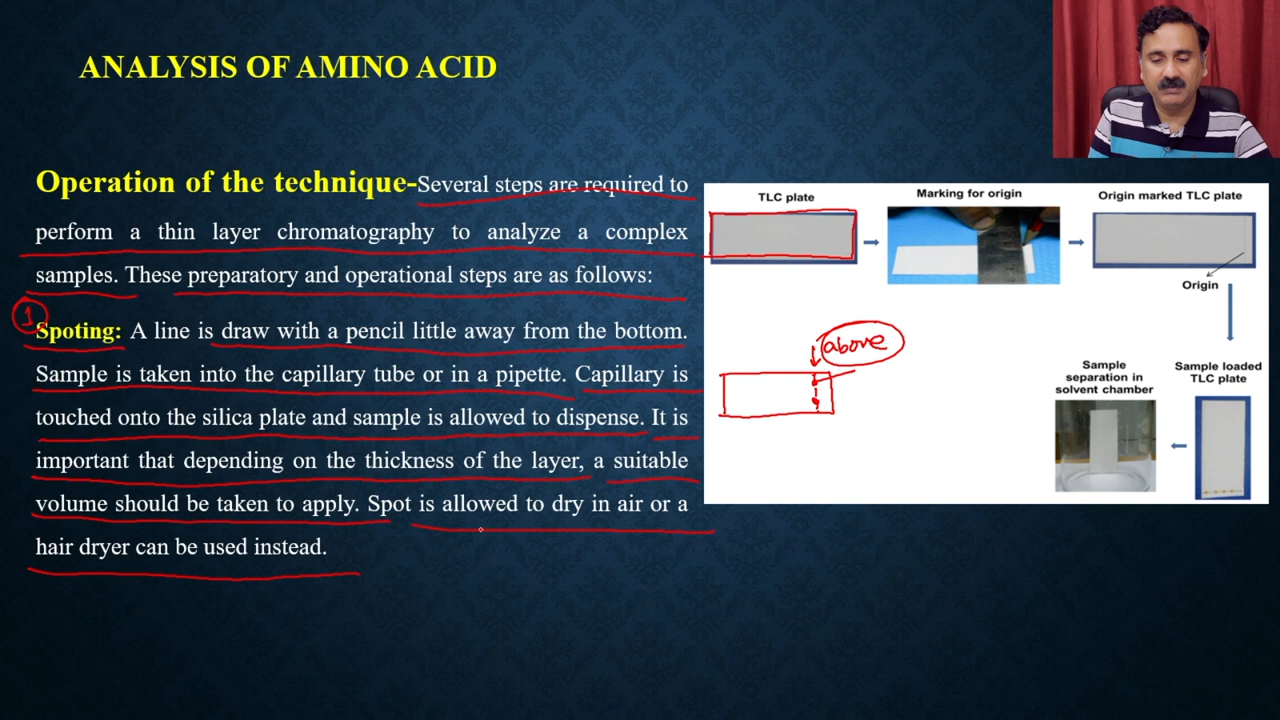 ANALYSIS OF AMINO ACID
Operation of the technique-Several steps are required to
perform a thin layer chromatography to analyze a complex
samples. These preparatory and operational steps are as follows:
1
Spoting: A line is draw with a pencil little away from the bottom.
Sample is taken into the capillary tube or in a pipette. Capillary is
touched onto the silica plate and sample is allowed to dispense. It is
important that depending on the thickness of the layer, a suitable
volume should be taken to apply. Spot is allowed to dry in air or a
hair dryer can be used instead.
TLC plate
Marking for origin
Origin marked TLC plate
Origin
above
Sample
separation in
solvent chamber
Sample loaded
TLC plate